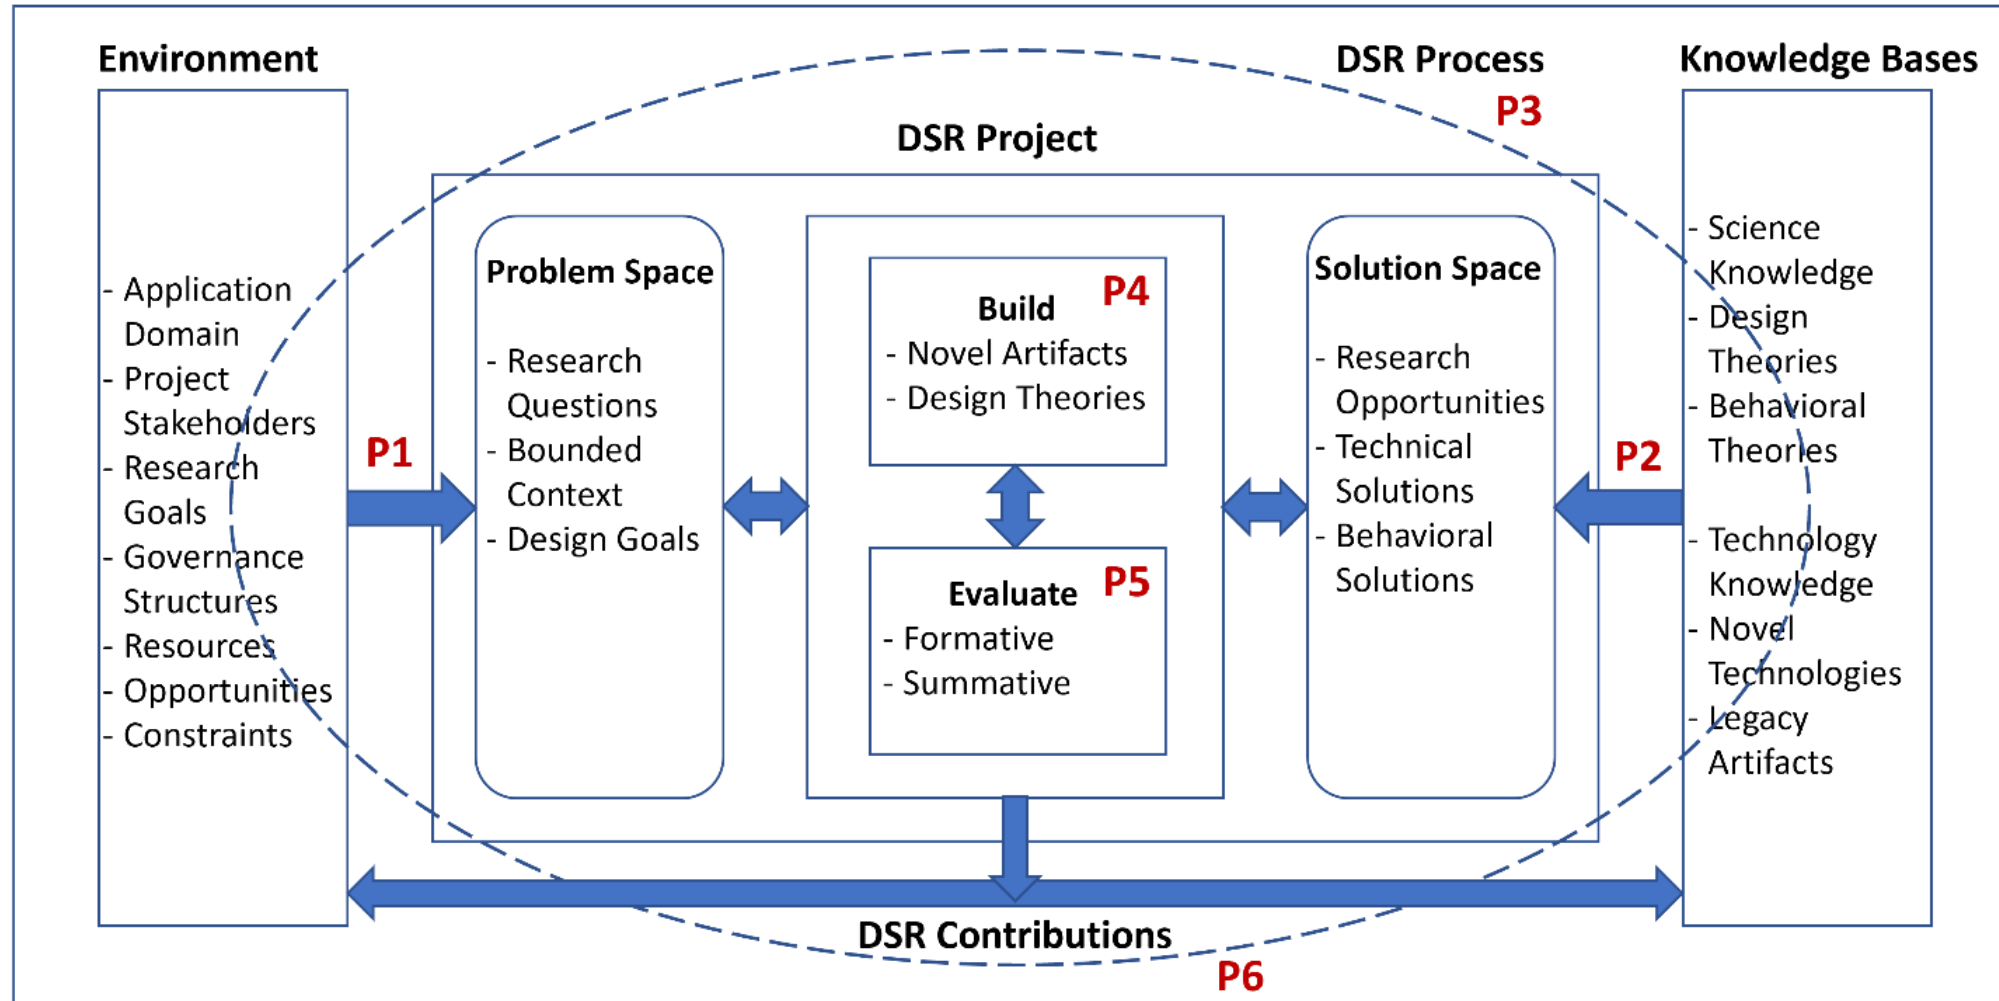 Environment
- Application
Domain
- Project
Stakeholders
- Research
Goals
- Governance
Structures
- Resources
- Opportunities
- Constraints
P1
DSR Process
P3
DSR Project
Problem Space
- Research
Questions
- Bounded
Context
- Design Goals
Build
P4
- Novel Artifacts
- Design Theories
Evaluate
P5
- Formative
- Summative
Solution Space
- Research
Opportunities
- Technical
Solutions
- Behavioral
Solutions
P2
Knowledge Bases
- Science
Knowledge
- Design
Theories
- Behavioral
Theories
- Technology
Knowledge
- Novel
Technologies
- Legacy
Artifacts
DSR Contributions
P6